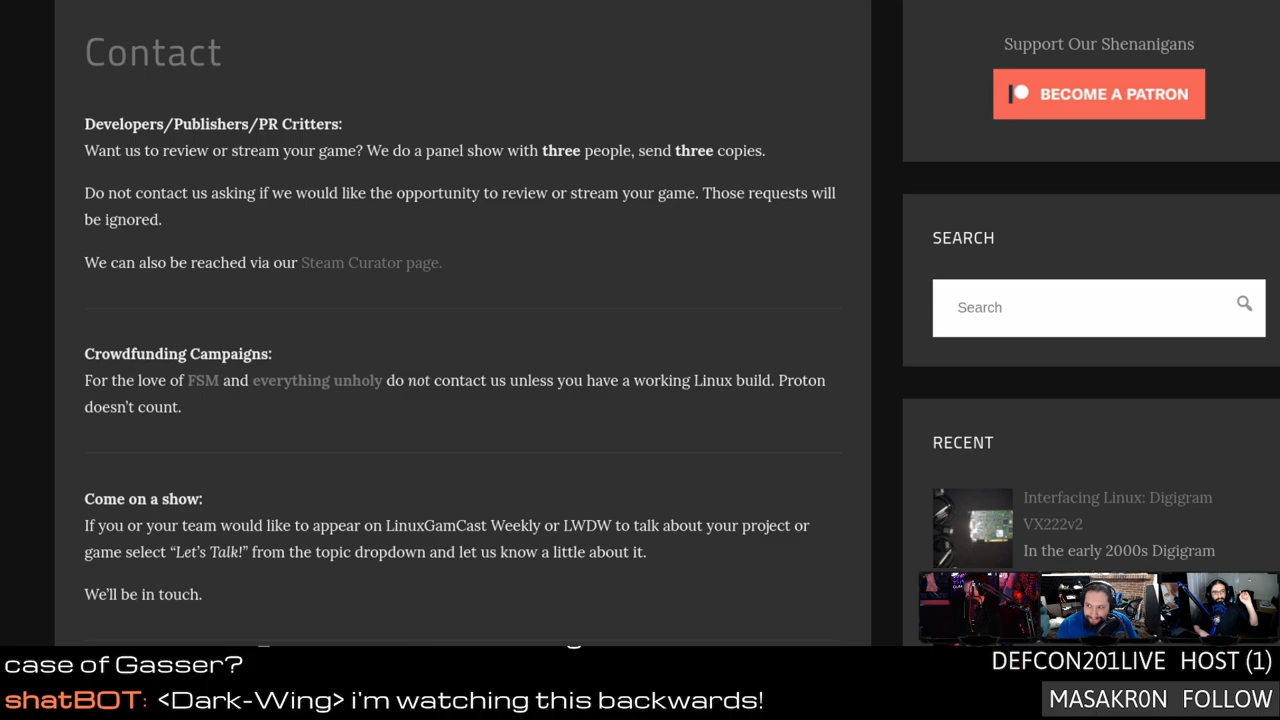 Contact
Developers/Publishers/PR Critters:
Want us to review or stream your game? We do a panel show with three people, send three copies.
Do not contact us asking if we would like the opportunity to review or stream your game. Those requests will
be ignored.
We can also be reached via our Steam Curator page.
Crowdfunding Campaigns:
For the love of FSM and everything unholy do not contact us unless you have a working Linux build. Proton
doesn’t count.
Come on a show:
If you or your team would like to appear on LinuxGamCast Weekly or LWDW to talk about your project or
game select “Let’s Talk!” from the topic dropdown and let us know a little about it.
We’ll be in touch.
Support Our Shenanigans
BECOME A PATRON
SEARCH
Search
RECENT
Interfacing Linux: Digigram
VX222v2
In the early 2000s Digigram
case of Gasser?
shatBOT: <Dark-Wing> i'm watching this backwards!
DEFCON201LIVE HOST (1)
MASAKR0N FOLLOW